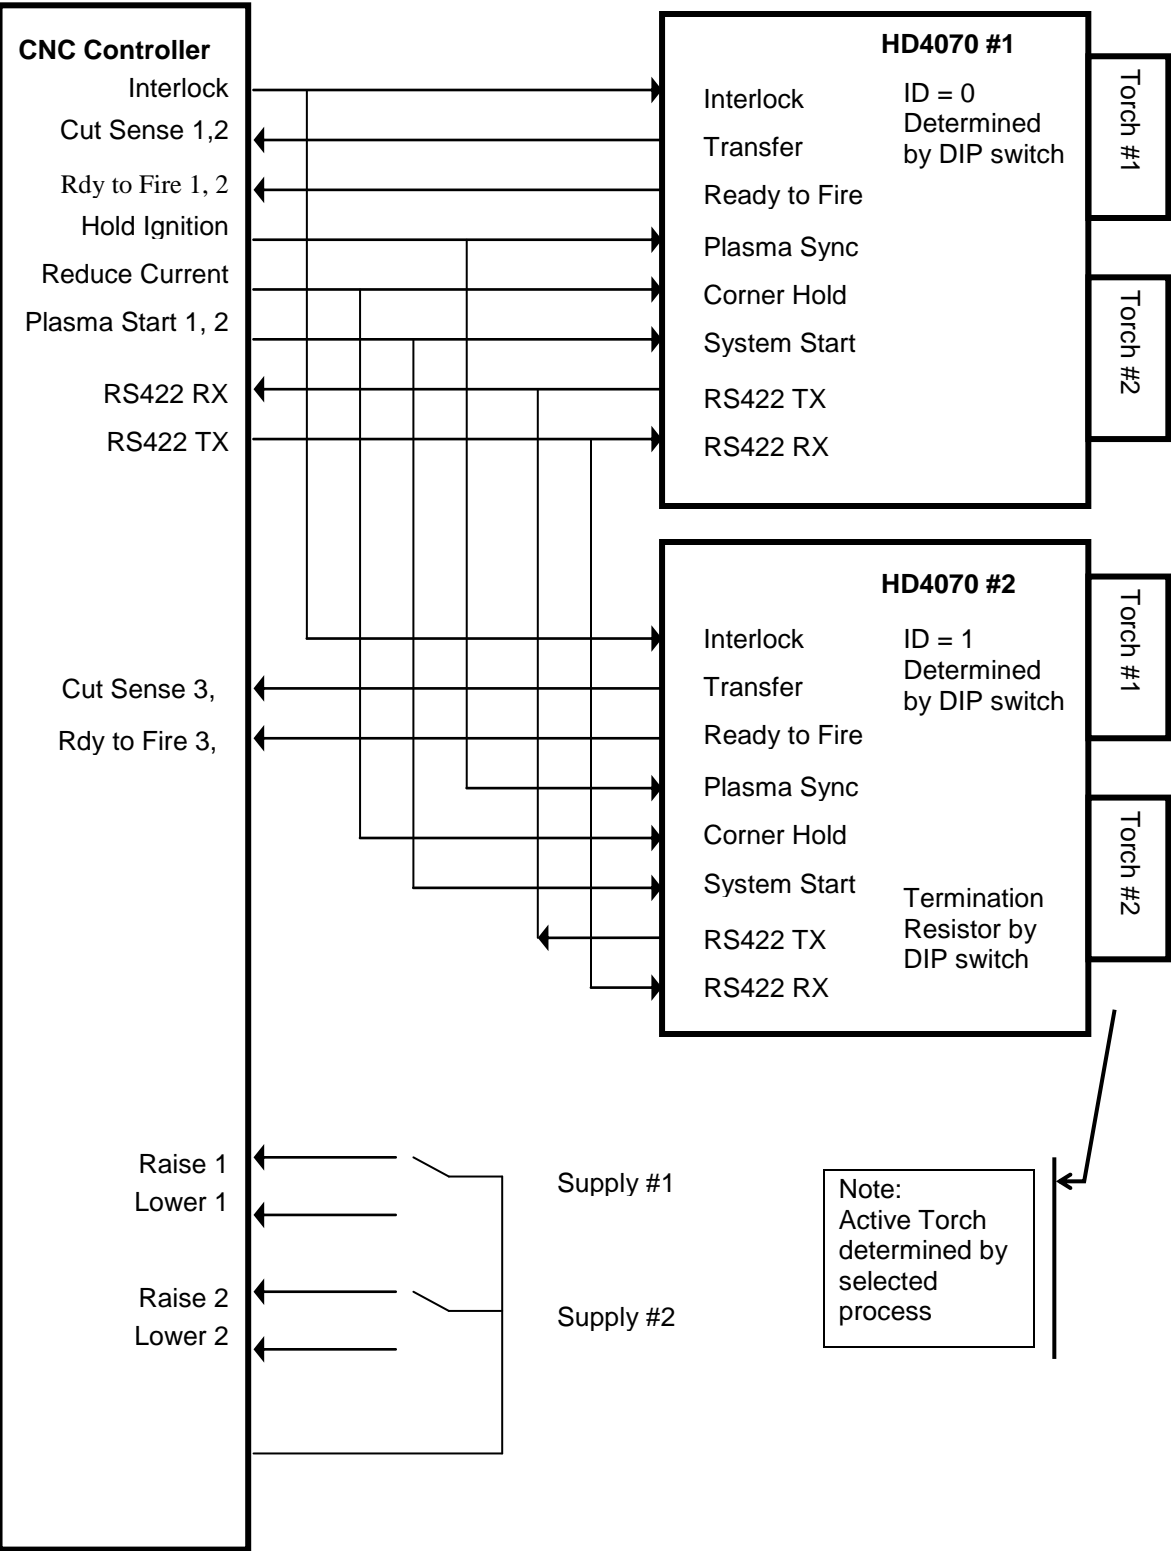 CNC Controller
Interlock
Cut Sense 1,2
Rdy to Fire 1, 2
Hold Ignition
Reduce Current
Plasma Start 1, 2
RS422 RX
RS422 TX
Cut Sense 3,
Rdy to Fire 3,
Raise 1
Lower 1
Raise 2
Lower 2
HD4070 #1
Interlock
Transfer
Ready to Fire
Plasma Sync
Corner Hold
System Start
RS422 TX
RS422 RX
ID = 0
Determined
by DIP switch
Torch #1
Torch #2
HD4070 #2
Interlock
Transfer
Ready to Fire
Plasma Sync
Corner Hold
System Start
RS422 TX
RS422 RX
ID = 1
Determined
by DIP switch
Termination
Resistor by
DIP switch
Torch #1
Torch #2
Supply #1
Supply #2
Note:
Active Torch
determined by
selected
process